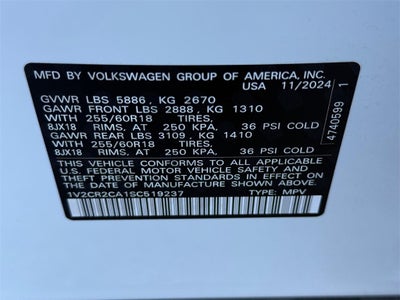 MFD. BY VOLKSWAGEN GROUP OF AMERICA, INC.
USA 11/2024
GVWR LBS 5886, KG 2670
GAWR FRONT LBS 2888, KG 1310
WITH 255/60R18 TIRES,
8JX18 RIMS, AT 250 KPA, 36 PSI COLD
GAWR REAR LBS 3109, KG 1410
WITH 255/60R18 TIRES,
8JX18 RIMS, AT 250 KPA, 36 PSI COLD
THIS VEHICLE CONFORMS TO ALL APPLICABLE
U.S. FEDERAL MOTOR VEHICLE SAFETY
AND THEFT PREVENTION STANDARDS IN EFFECT
ON THE DATE OF MANUFACTURE SHOWN ABOVE.
1V2CR2CA1SC519237 TYPE: MPV
4740599 1